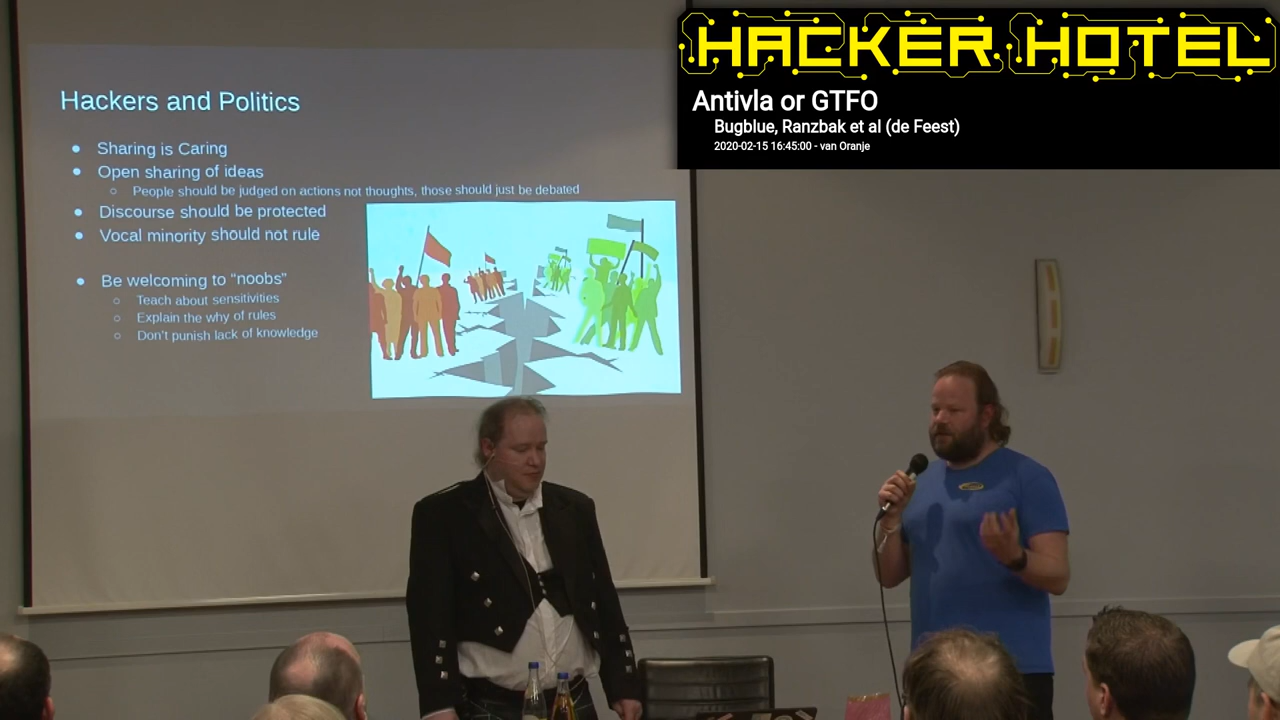 HACKER HOTEL
Antivla or GTFO
Bugblue, Ranzbak et al (de Feest)
2020-02-15 16:45:00 - van Oranje
Hackers and Politics
● Sharing is Caring
● Open sharing of ideas
○ People should be judged on actions not thoughts, those should just be debated
● Discourse should be protected
● Vocal minority should not rule
● Be welcoming to “noobs”
○ Teach about sensitivities
○ Explain the why of rules
○ Don't punish lack of knowledge